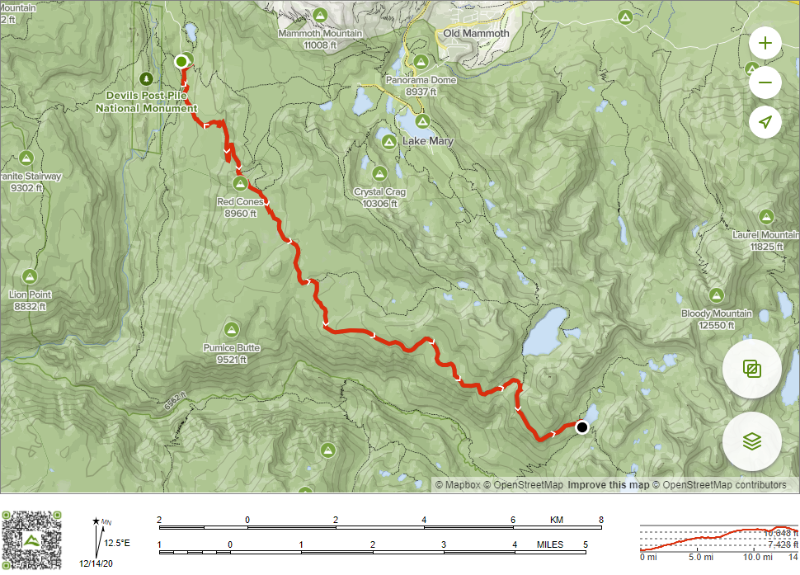 Mountain
2 ft
Mammoth Mountain
11008 ft
Old Mammoth
Panorama Dome
8937 ft
Devils Post Pile
National Monument
Lake Mary
ranite Stairway
9302 ft
Crystal Crag
10306 ft
Red Cones
8960 ft
Laurel Mountain
11825 ft
Lion Point
8832 ft
Bloody Mountain
12550 ft
Pumice Butte
9521 ft
6562 ft
© Mapbox © OpenStreetMap Improve this map © OpenStreetMap contributors
MN
12.5°E
12/14/20
2 0 2 4 6 KM 8
1 0 1 2 3 4 MILES 5
10,648 ft
7,428 ft
0 mi 5.0 mi 10.0 mi 14